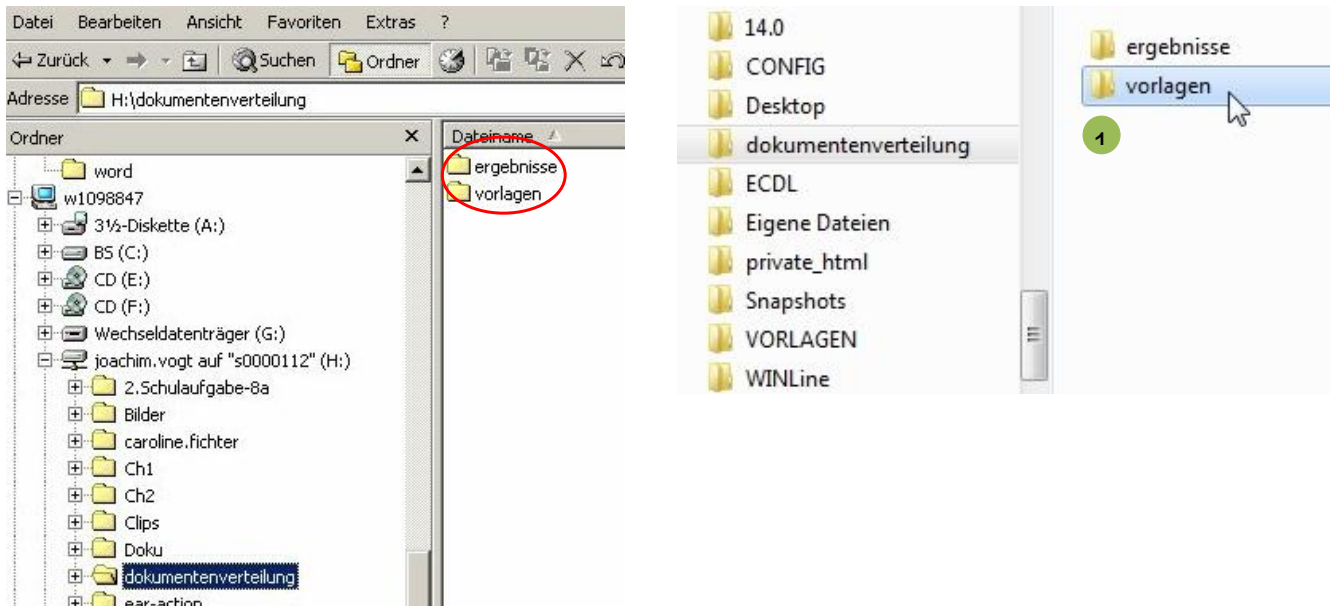 Datei Bearbeiten Ansicht Favoriten Extras ?
Zurück Suchen Ordner
Adresse H:\dokumentenverteilung
Ordner
word
w1098847
3½-Diskette (A:)
BS (C:)
CD (E:)
CD (F:)
Wechseldatenträger (G:)
joachim.vogt auf "s0000112" (H:)
2.Schulaufgabe-8a
Bilder
caroline.fichter
Ch1
Ch2
Clips
Doku
dokumentenverteilung
ear-action
Dateiname
ergebnisse
vorlagen
14.0
CONFIG
Desktop
dokumentenverteilung
ECDL
Eigene Dateien
private_html
Snapshots
VORLAGEN
WINLine
ergebnisse
vorlagen
1